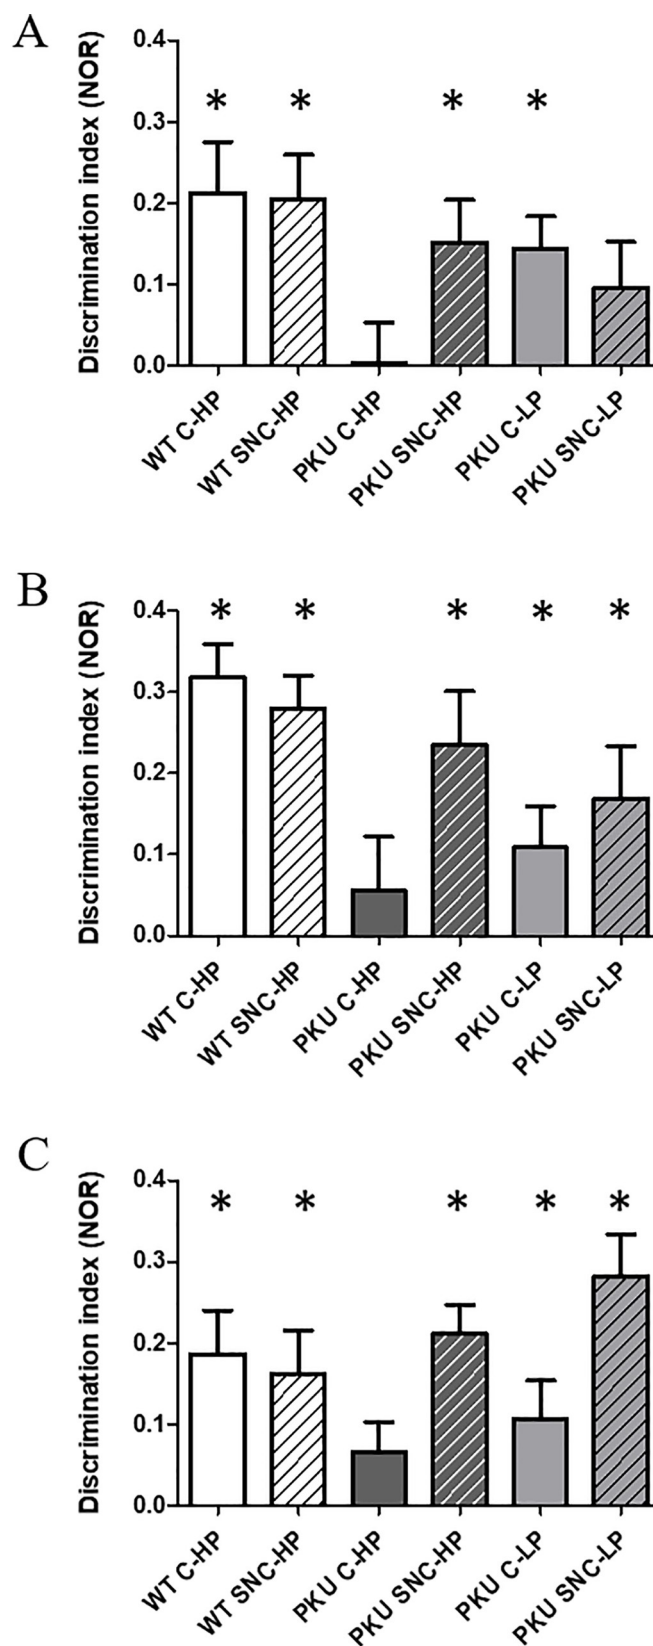 A
Discrimination index (NOR)
0.4
0.3
0.2
0.1
0.0
* * * *
WT C-HP
WT SNC-HP
PKU C-HP
PKU SNC-HP
PKU C-LP
PKU SNC-LP
B
Discrimination index (NOR)
0.4
0.3
0.2
0.1
0.0
* * * * *
WT C-HP
WT SNC-HP
PKU C-HP
PKU SNC-HP
PKU C-LP
PKU SNC-LP
C
Discrimination index (NOR)
0.4
0.3
0.2
0.1
0.0
* * * * *
WT C-HP
WT SNC-HP
PKU C-HP
PKU SNC-HP
PKU C-LP
PKU SNC-LP